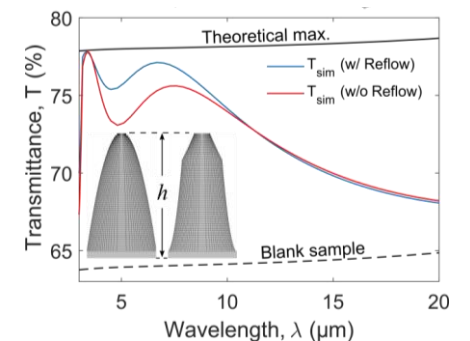 80
Theoretical max.
T_sim (w/ Reflow)
T_sim (w/o Reflow)
75
70
65
h
Blank sample
5
10
15
20
Transmittance, T (%)
Wavelength, λ (μm)